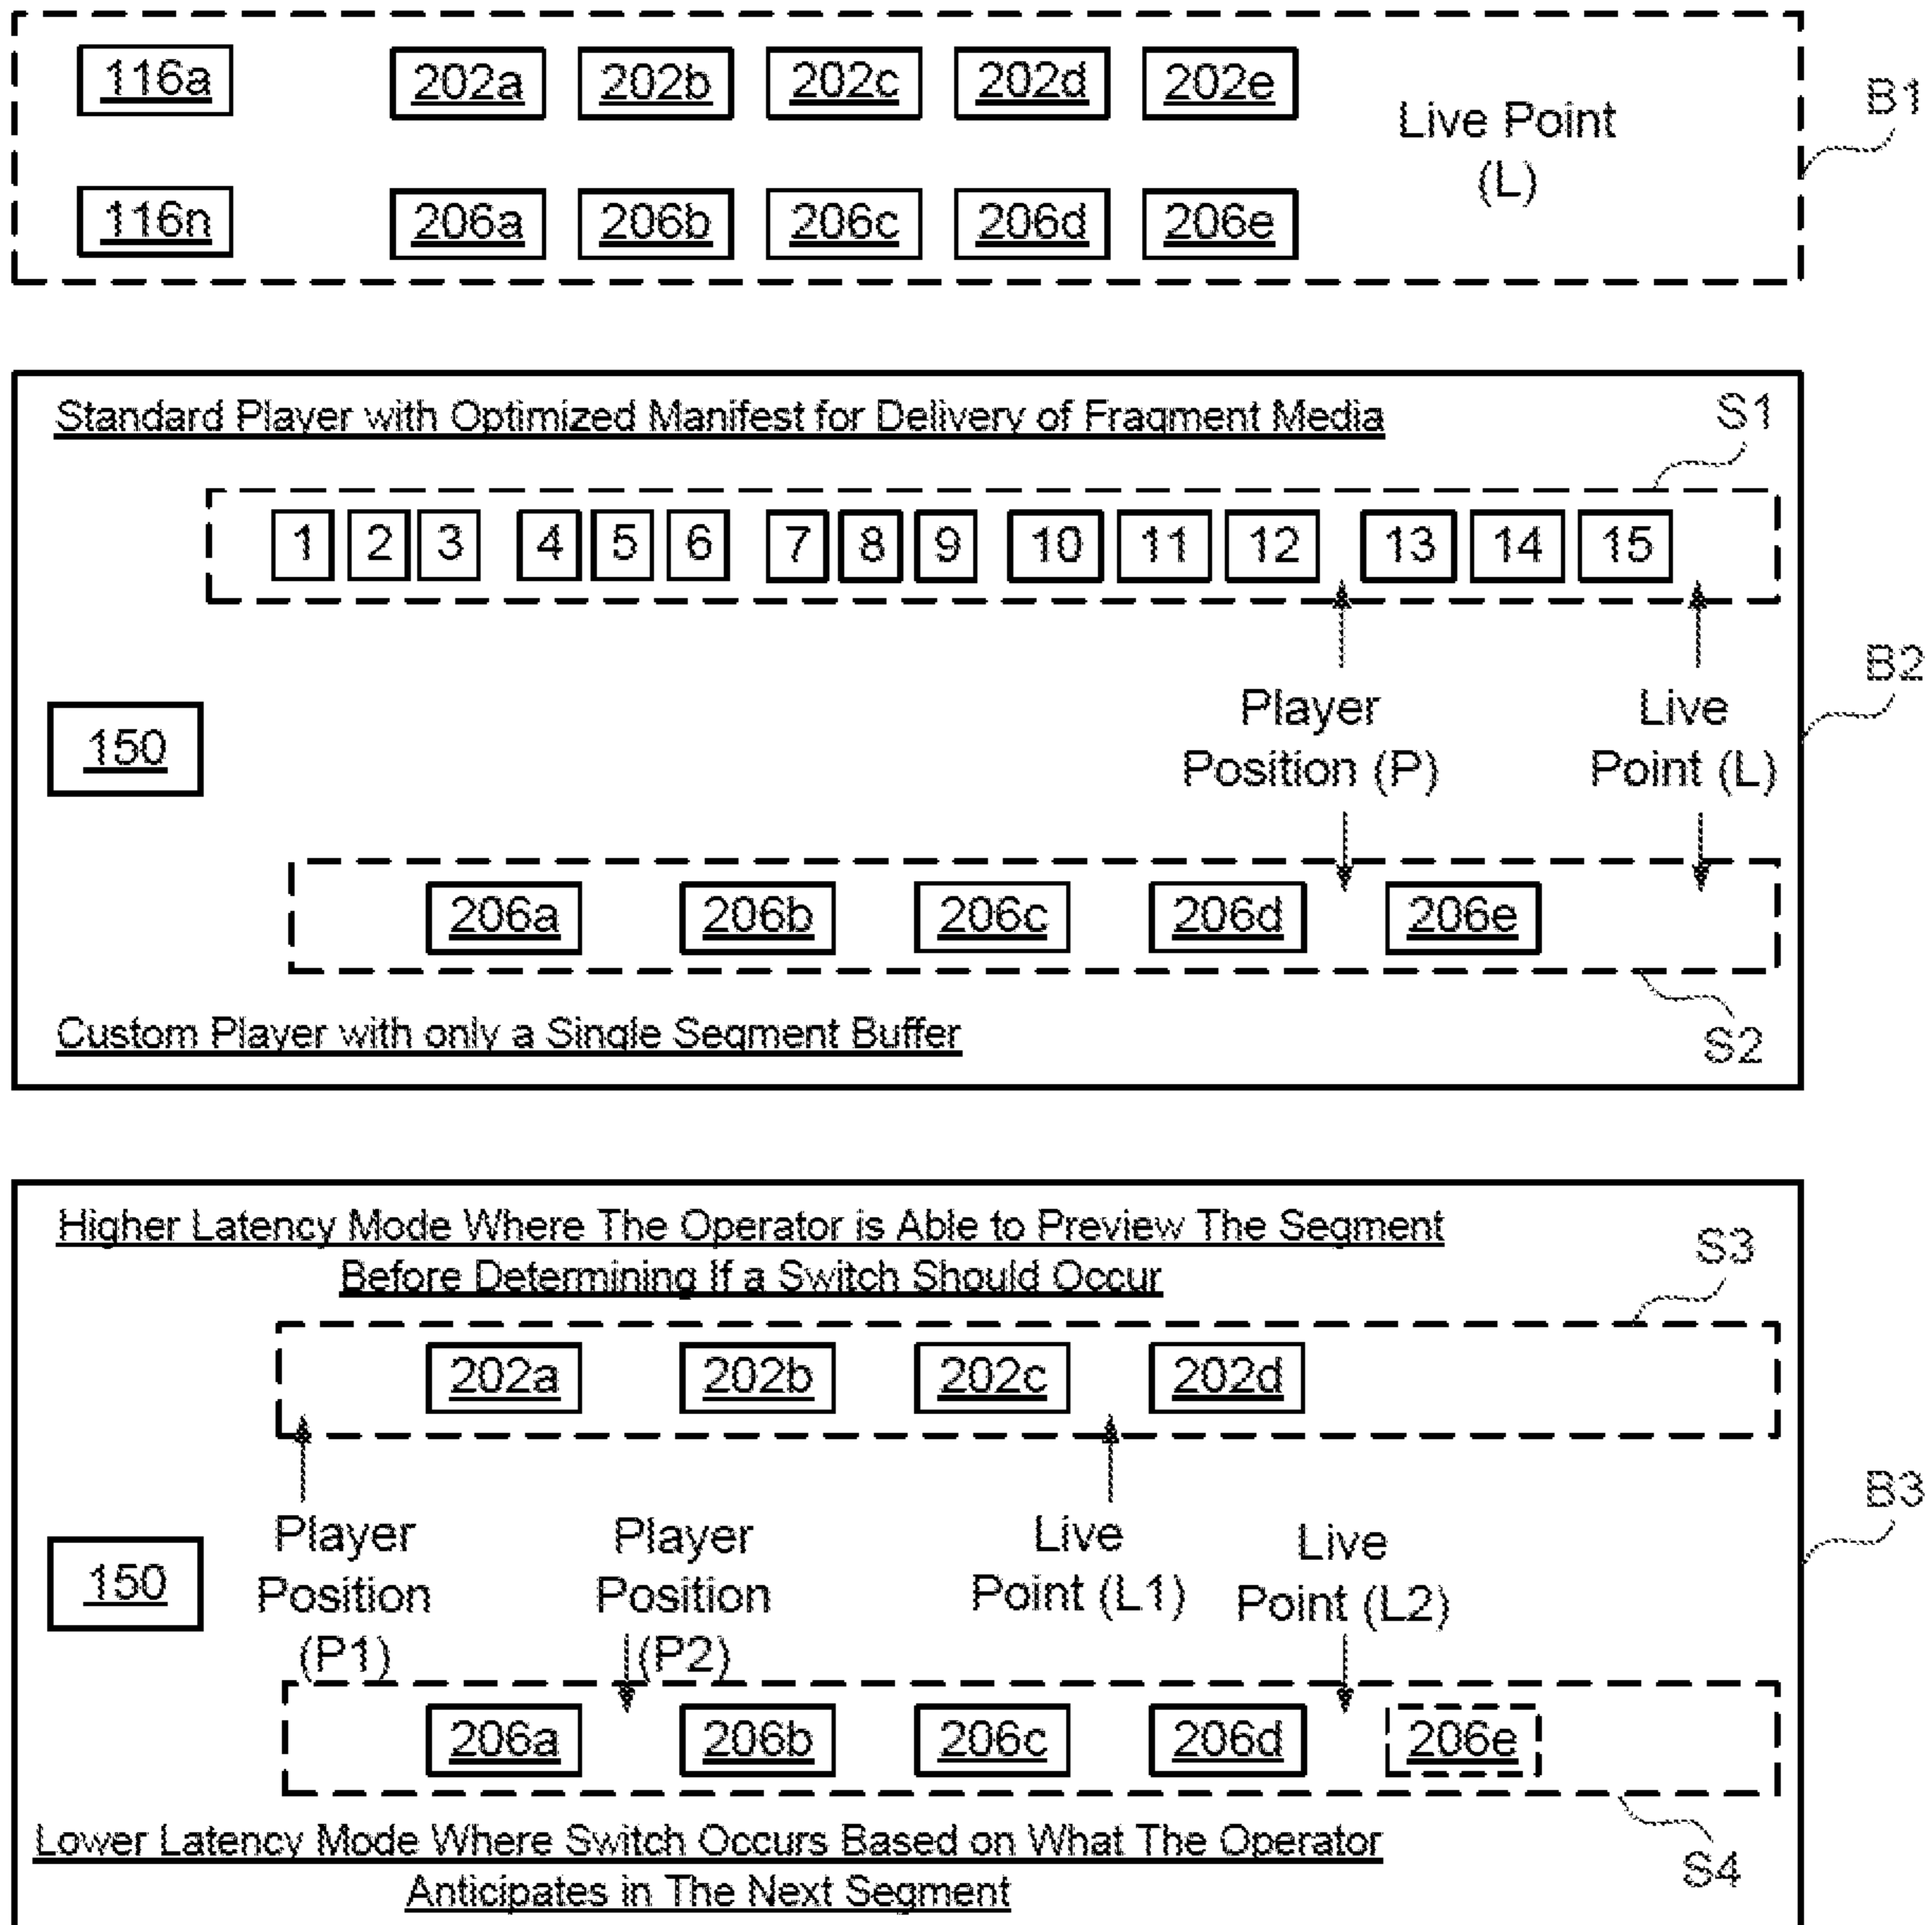 116a 202a 202b 202c 202d 202e
Live Point
(L)
B1
116n 206a 206b 206c 206d 206e
Standard Player with Optimized Manifest for Delivery of Fragment Media
S1
1 2 3 4 5 6 7 8 9 10 11 12 13 14 15
B2
150
Player
Position (P)
Live
Point (L)
206a 206b 206c 206d 206e
Custom Player with only a Single Segment Buffer
S2
Higher Latency Mode Where The Operator is Able to Preview The Segment
Before Determining If a Switch Should Occur
S3
202a 202b 202c 202d
B3
150
Player
Position
(P1)
Player
Position
(P2)
Live
Point (L1)
Live
Point (L2)
206a 206b 206c 206d 206e
Lower Latency Mode Where Switch Occurs Based on What The Operator
Anticipates in The Next Segment
S4